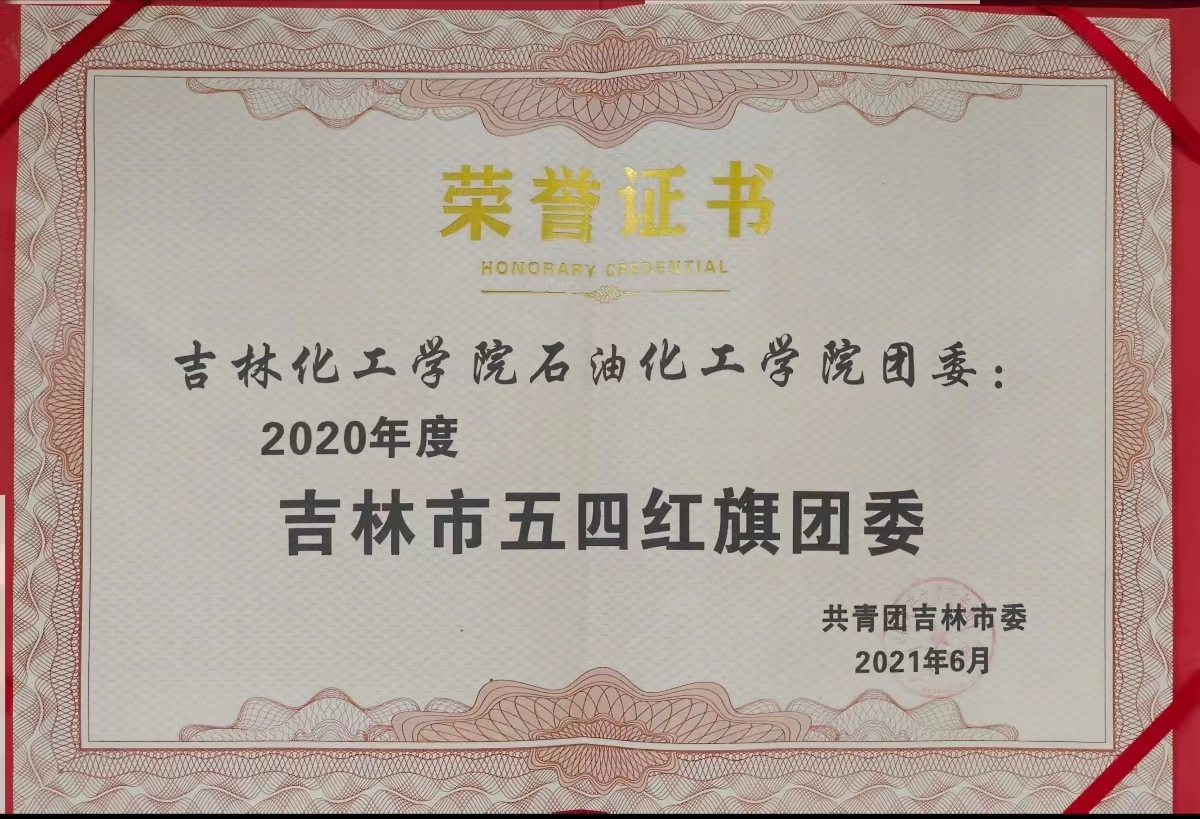 荣誉证书
HONORARY CREDENTIAL
吉林化工学院石油化工学院团委：
2020年度
吉林市五四红旗团委
共青团吉林市委
2021年6月